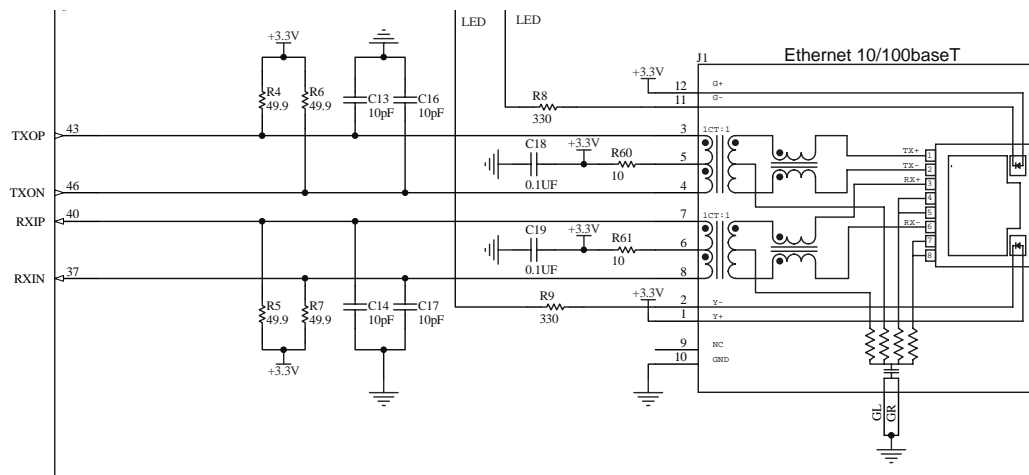 LED
LED
J1
Ethernet 10/100baseT
+3.3V
+3.3V
12
G+
11
G-
R4
49.9
R6
49.9
C13
10pF
C16
10pF
R8
330
TXOP
43
3
1CT:1
C18
0.1UF
+3.3V
R60
10
5
TX+
1
TX-
2
RX+
3
4
5
RX-
6
7
8
TXON
46
4
RXIP
40
7
1CT:1
C19
0.1UF
+3.3V
R61
10
6
RXIN
37
8
R5
49.9
R7
49.9
C14
10pF
C17
10pF
R9
330
+3.3V
2
Y-
1
Y+
+3.3V
9
NC
10
GND
GL
GR